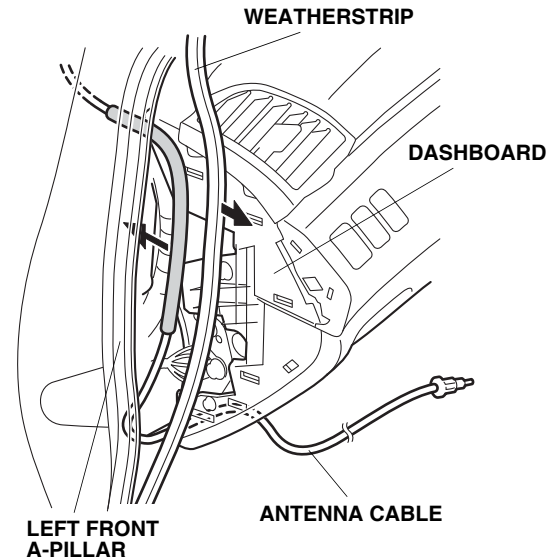 WEATHERSTRIP
DASHBOARD
ANTENNA CABLE
LEFT FRONT
A-PILLAR